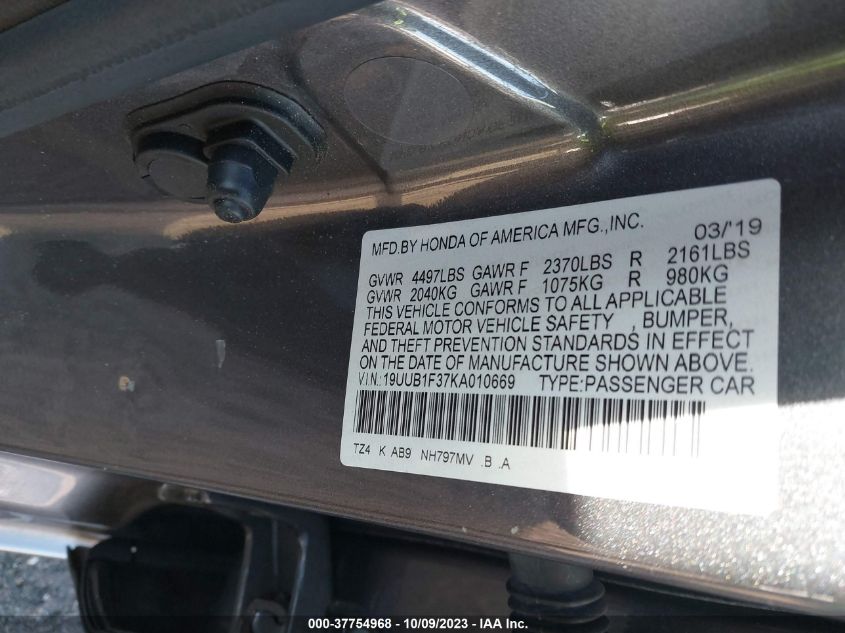 MFD.BY HONDA OF AMERICA MFG.,INC. 03/'19
GVWR 4497LBS GAWR F 2370LBS R 2161LBS
GVWR 2040KG GAWR F 1075KG R 980KG
THIS VEHICLE CONFORMS TO ALL APPLICABLE
FEDERAL MOTOR VEHICLE SAFETY , BUMPER,
AND THEFT PREVENTION STANDARDS IN EFFECT
ON THE DATE OF MANUFACTURE SHOWN ABOVE.
V.I.N.: 19UUB1F37KA010669 TYPE:PASSENGER CAR
TZ4 K AB9 NH797MV .B .A
000-37754968 - 10/09/2023 - IAA Inc.